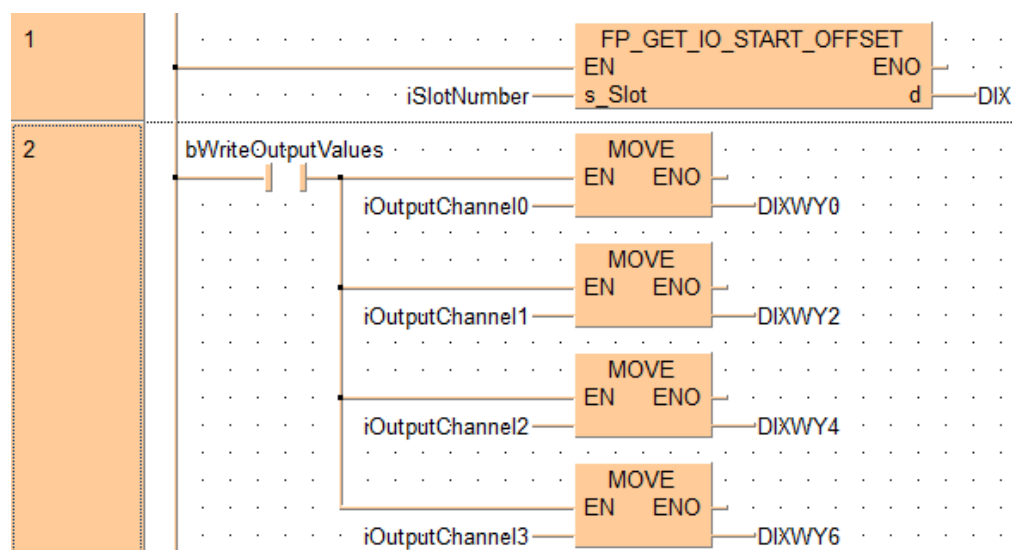 1
FP_GET_IO_START_OFFSET
EN ENO
iSlotNumber s_Slot d DIX
2
bWriteOutputValues MOVE
EN ENO
iOutputChannel0 DIXWY0
MOVE
EN ENO
iOutputChannel1 DIXWY2
MOVE
EN ENO
iOutputChannel2 DIXWY4
MOVE
EN ENO
iOutputChannel3 DIXWY6